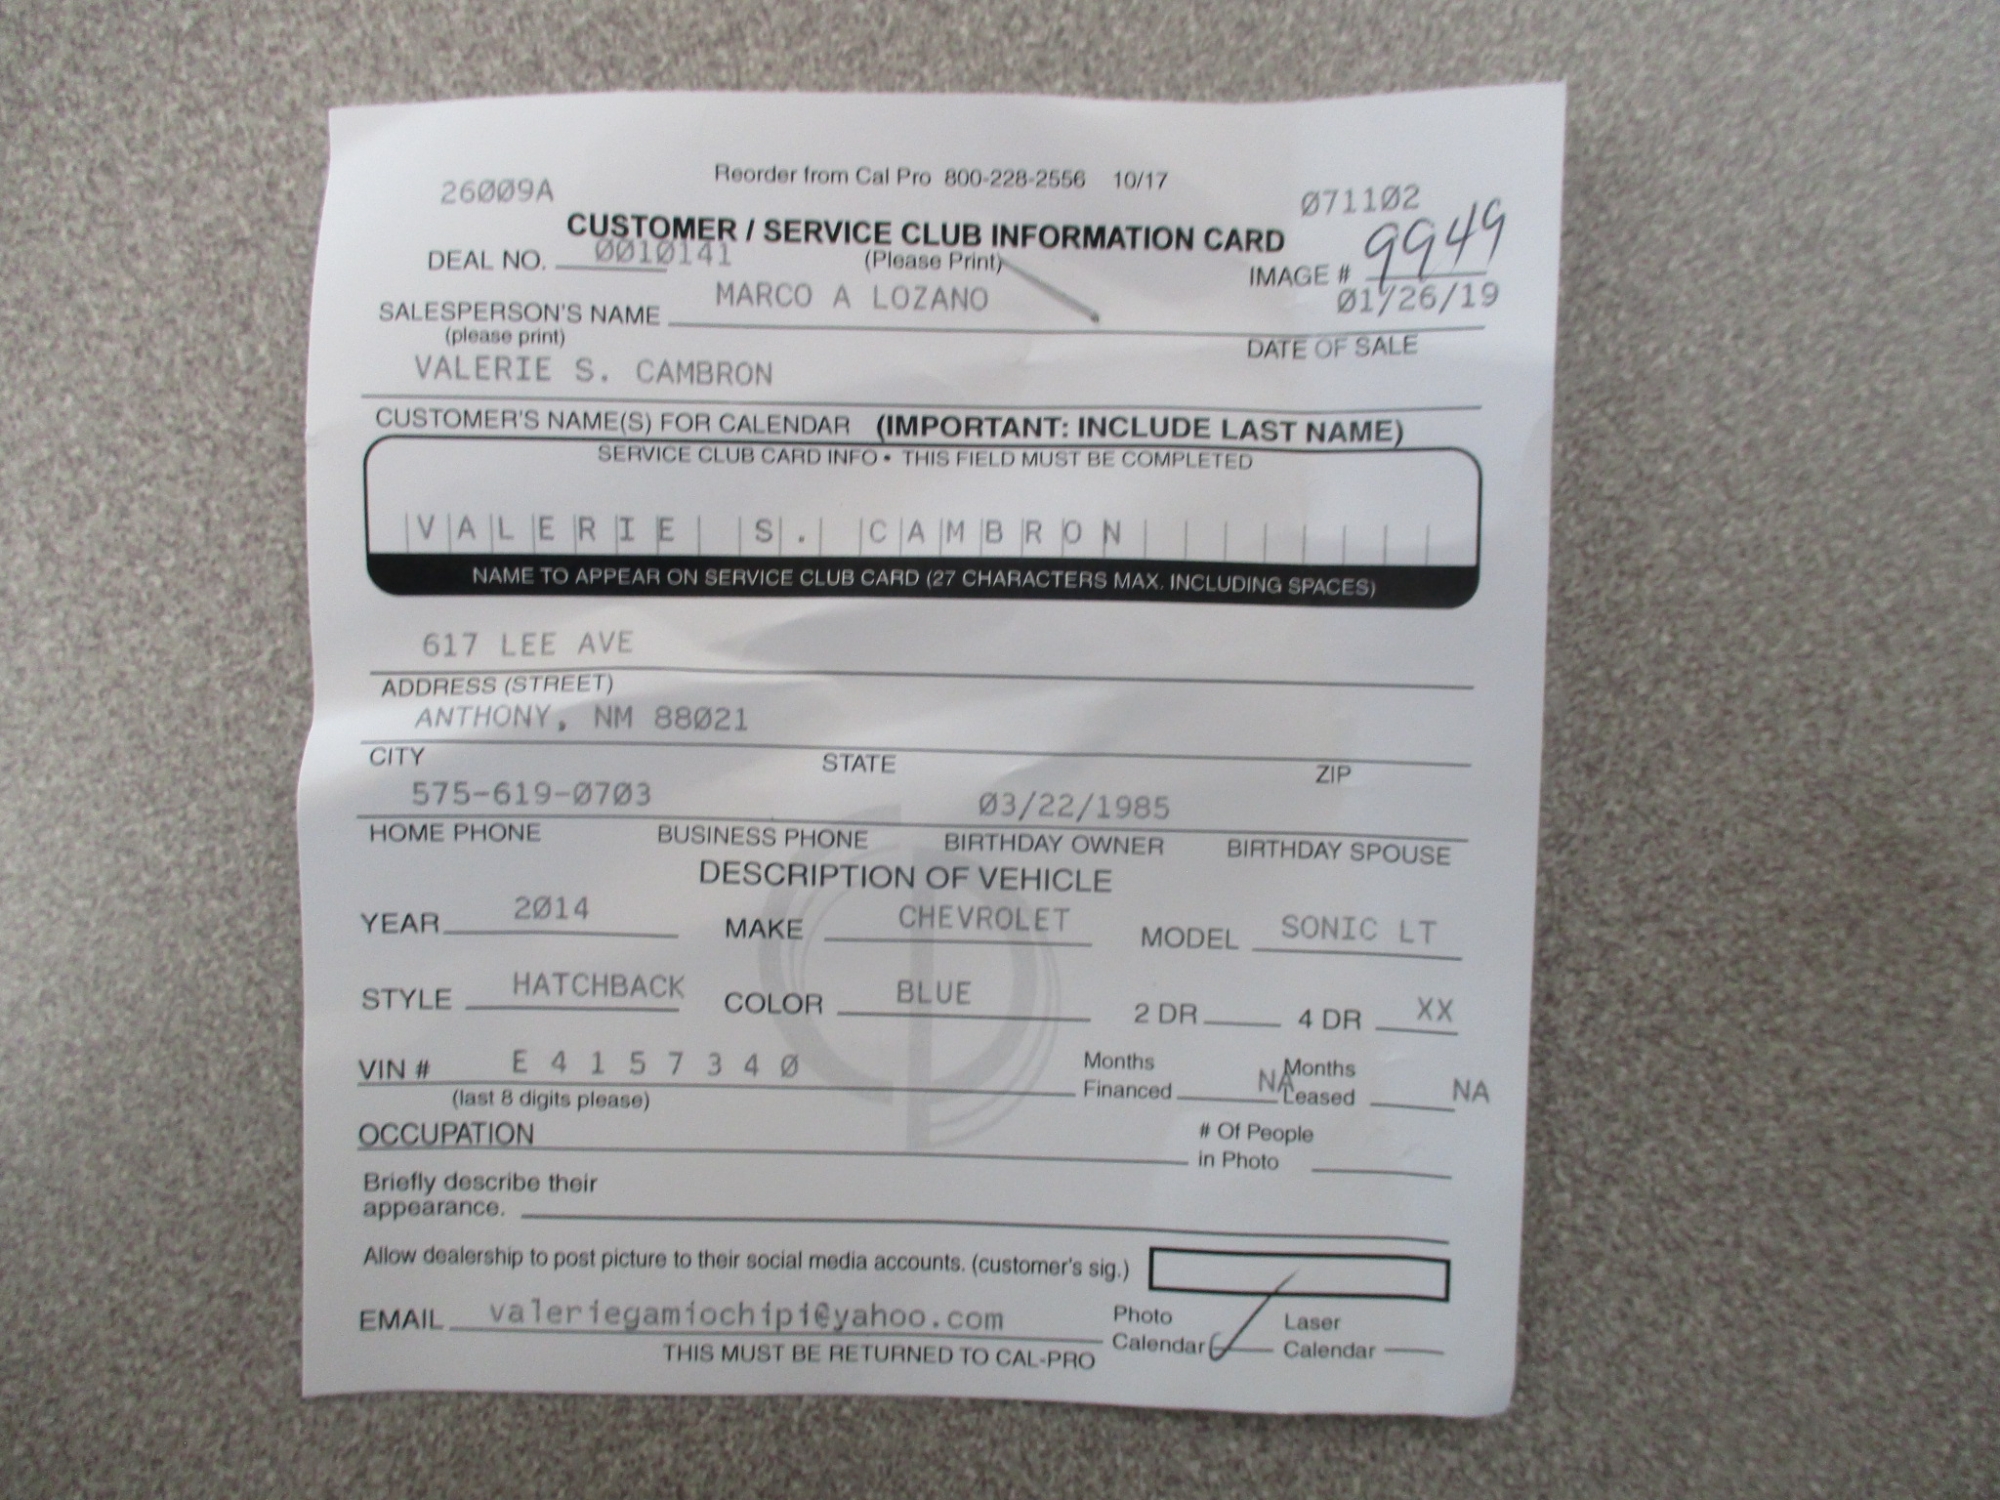 Reorder from Cal Pro 800-228-2556 10/17
26009A 071102
CUSTOMER / SERVICE CLUB INFORMATION CARD
DEAL NO. 0010141 (Please Print) IMAGE # 9949
SALESPERSON'S NAME MARCO A LOZANO 01/26/19
(please print) DATE OF SALE
VALERIE S. CAMBRON
CUSTOMER'S NAME(S) FOR CALENDAR (IMPORTANT: INCLUDE LAST NAME)
SERVICE CLUB CARD INFO • THIS FIELD MUST BE COMPLETED
VALERIE S. CAMBRON
NAME TO APPEAR ON SERVICE CLUB CARD (27 CHARACTERS MAX. INCLUDING SPACES)
617 LEE AVE
ADDRESS (STREET)
ANTHONY, NM 88021
CITY STATE ZIP
575-619-0703 03/22/1985
HOME PHONE BUSINESS PHONE BIRTHDAY OWNER BIRTHDAY SPOUSE
DESCRIPTION OF VEHICLE
YEAR 2014 MAKE CHEVROLET MODEL SONIC LT
STYLE HATCHBACK COLOR BLUE 2 DR 4 DR XX
VIN # E 4 1 5 7 3 4 0 Months Financed NA Months Leased NA
(last 8 digits please)
OCCUPATION # Of People in Photo
Briefly describe their
appearance.
Allow dealership to post picture to their social media accounts. (customer's sig.)
EMAIL valeriegamiochipi@yahoo.com Photo Calendar Laser Calendar
THIS MUST BE RETURNED TO CAL-PRO